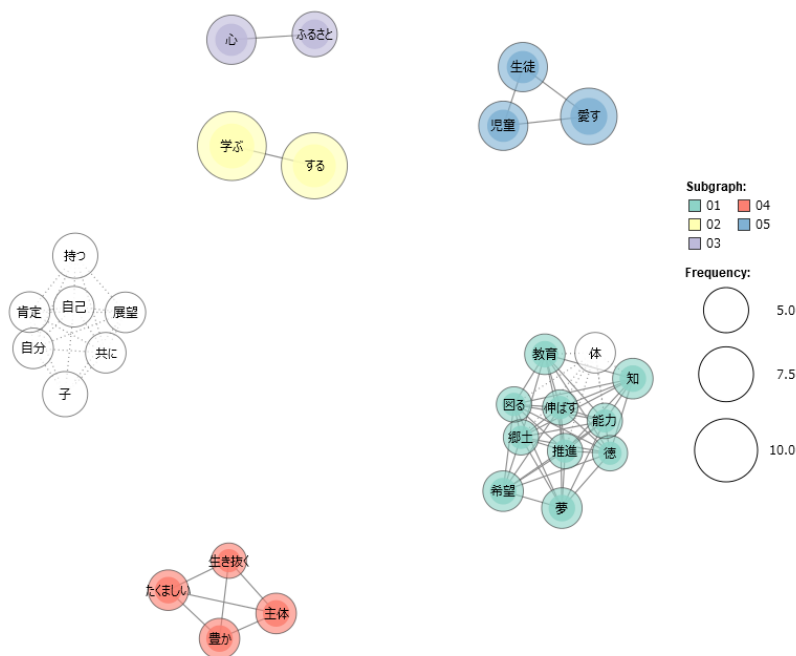 心
ふるさと
生徒
児童
愛す
学ぶ
する
Subgraph:
01
04
02
05
03
持つ
肯定
自己
展望
自分
共に
子
Frequency:
5.0
7.5
10.0
教育
体
知
図る
伸ばす
能力
郷土
推進
徳
希望
夢
生き抜く
たくましい
主体
豊か